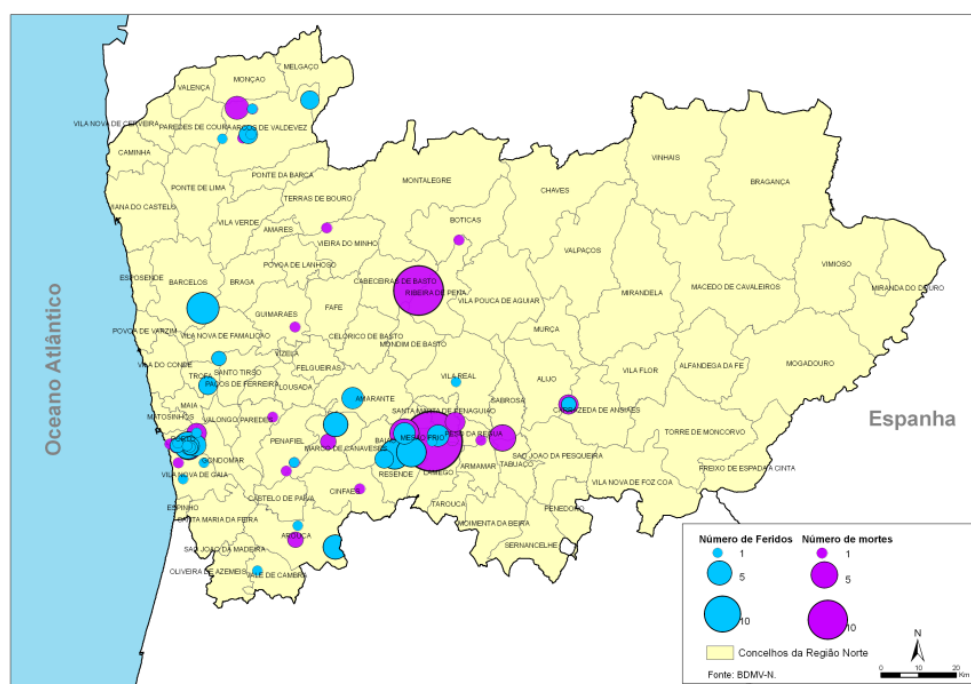 MELGAÇO
MONÇAO
VALENÇA
VILA NOVA DE CERVEIRA
PAREDES DE COURA
ARCOS DE VALDEVEZ
CAMINHA
PONTE DA BARCA
PONTE DE LIMA
TERRAS DE BOURO
MONTALEGRE
CHAVES
VINHAIS
BRAGANÇA
VIANA DO CASTELO
VILA VERDE
AMARES
BOTICAS
VIEIRA DO MINHO
VALPAÇOS
POVOA DE LANHOSO
VIMIOSO
ESPOSENDE
BARCELOS
BRAGA
CABECEIRAS DE BASTO
RIBEIRA DE PENA
MIRANDA DO DOURO
VILA POUCA DE AGUIAR
MIRANDELA
MACEDO DE CAVALEIROS
FAFE
GUIMARAES
POVOA DE VARZIM
VILA NOVA DE FAMALICAO
CELORICO DE BASTO
MONDIM DE BASTO
MURÇA
VIZELA
VILA DO CONDE
SANTO TIRSO
FELGUEIRAS
TROFA
PAÇOS DE FERREIRA
LOUSADA
VILA REAL
ALIJO
VILA FLOR
ALFANDEGA DA FE
MOGADOURO
AMARANTE
SABROSA
MAIA
MATOSINHOS
VALONGO
PAREDES
SANTA MARTA DE PENAGUIAO
CARRAZEDA DE ANSIAES
Oceano Atlântico
Espanha
PORTO
PENAFIEL
MARCO DE CANAVESES
BAIAO
MESAO FRIO
PESO DA REGUA
TORRE DE MONCORVO
GONDOMAR
SAO JOAO DA PESQUEIRA
VILA NOVA DE GAIA
RESENDE
LAMEGO
ARMAMAR
TABUAÇO
FREIXO DE ESPADA A CINTA
VILA NOVA DE FOZ COA
CASTELO DE PAIVA
CINFAES
ESPINHO
TAROUCA
PENEDONO
SANTA MARIA DA FEIRA
MOIMENTA DA BEIRA
AROUCA
SERNANCELHE
SAO JOAO DA MADEIRA
OLIVEIRA DE AZEMEIS
VALE DE CAMBRA
Número de Feridos
1
5
10
Número de mortes
1
5
10
Concelhos da Região Norte
Fonte: BDMV-N.
N
0 10 20
Km